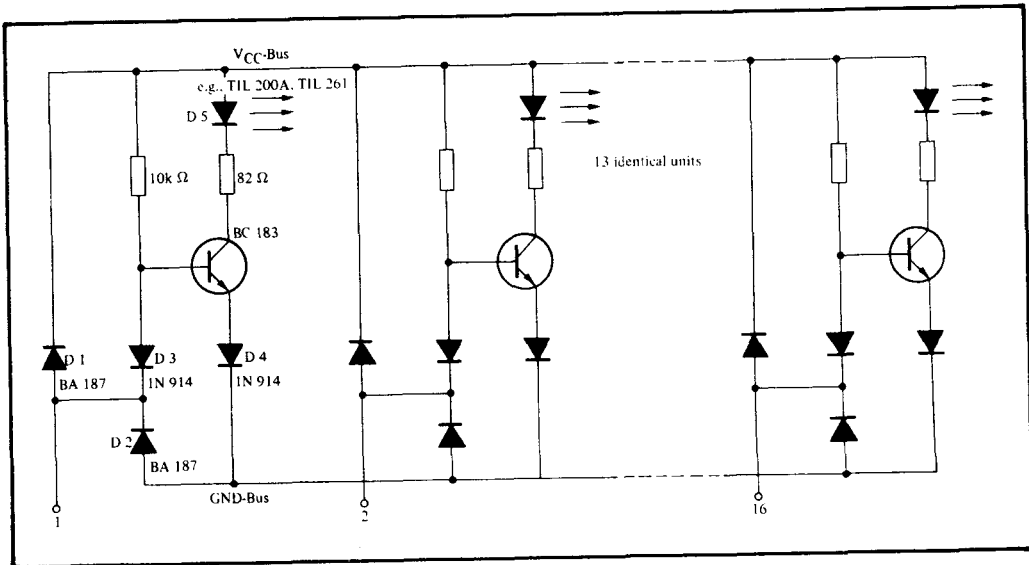 VCC-Bus
e.g., TIL 200A, TIL 261
D 5
10k Ω
82 Ω
13 identical units
BC 183
D 1
D 3
D 4
BA 187
1N 914
1N 914
D 2
BA 187
GND-Bus
1
2
16